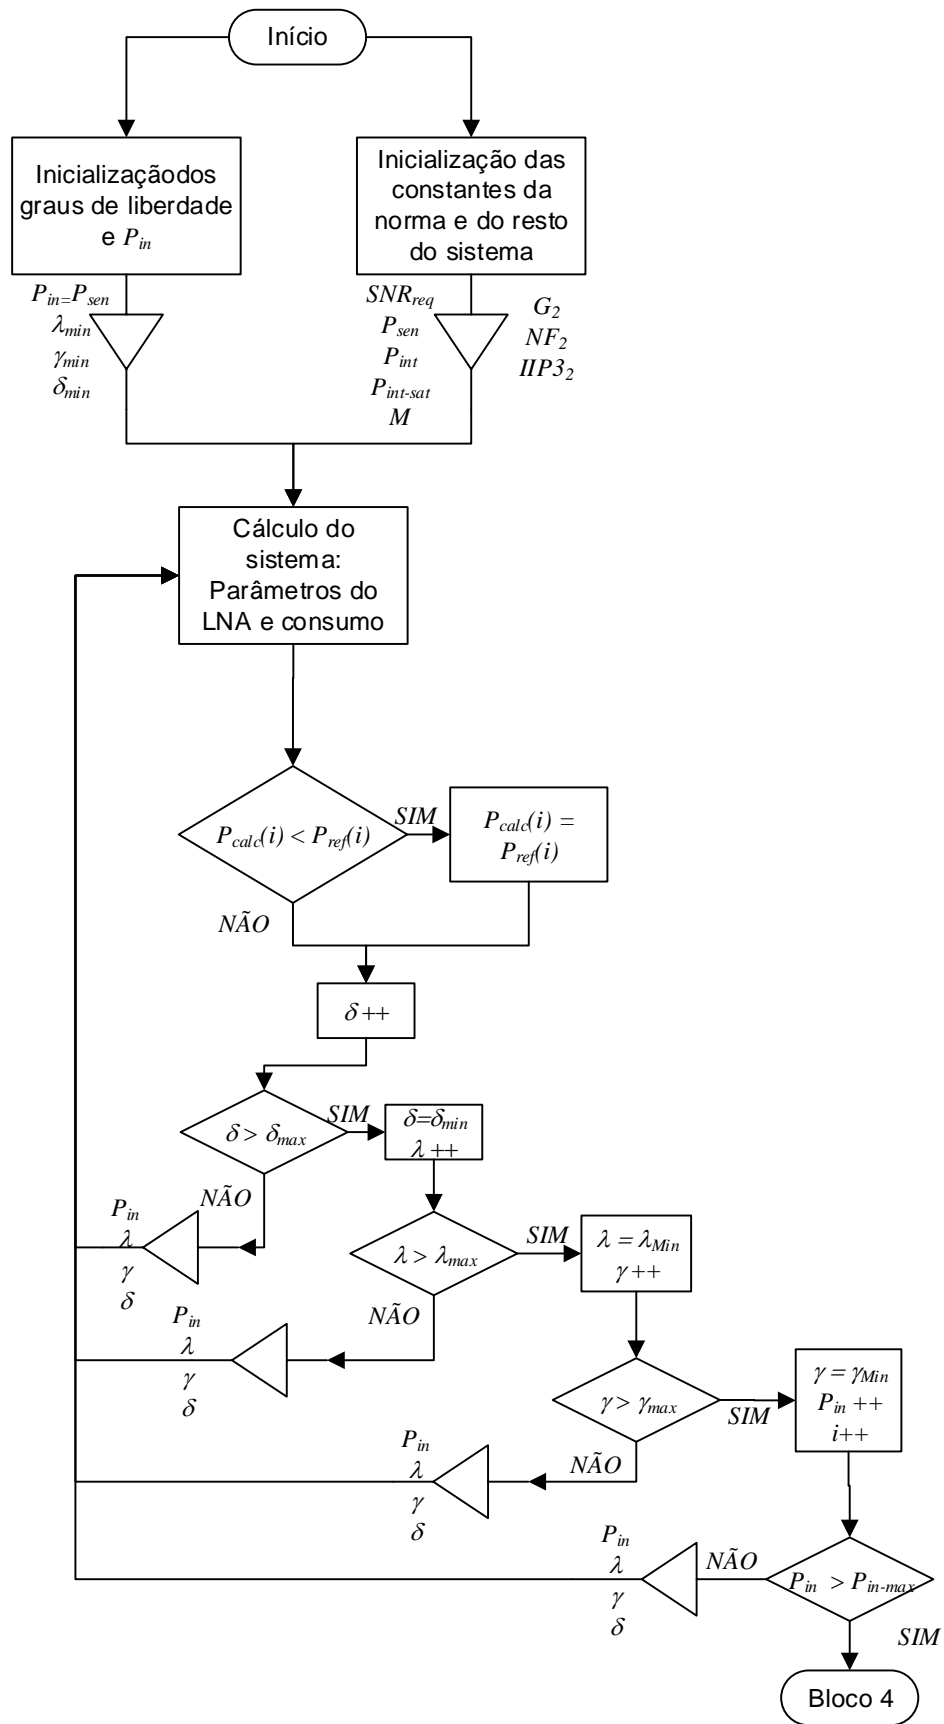 Início
Inicializaçãodos
graus de liberdade
e P_in
Inicialização das
constantes da
norma e do resto
do sistema
P_in=P_sen
λ_min
γ_min
δ_min
SNR_req
P_sen
P_int
P_int-sat
M
G_2
NF_2
IIP3_2
Cálculo do
sistema:
Parâmetros do
LNA e consumo
P_calc(i) < P_ref(i)
SIM
P_calc(i) =
P_ref(i)
NÃO
δ ++
δ > δ_max
SIM
δ=δ_min
λ ++
NÃO
P_in
λ
γ
δ
λ > λ_max
SIM
λ = λ_Min
γ ++
NÃO
P_in
λ
γ
δ
γ > γ_max
SIM
γ = γ_Min
P_in ++
i++
NÃO
P_in
λ
γ
δ
P_in > P_in-max
NÃO
P_in
λ
γ
δ
SIM
Bloco 4